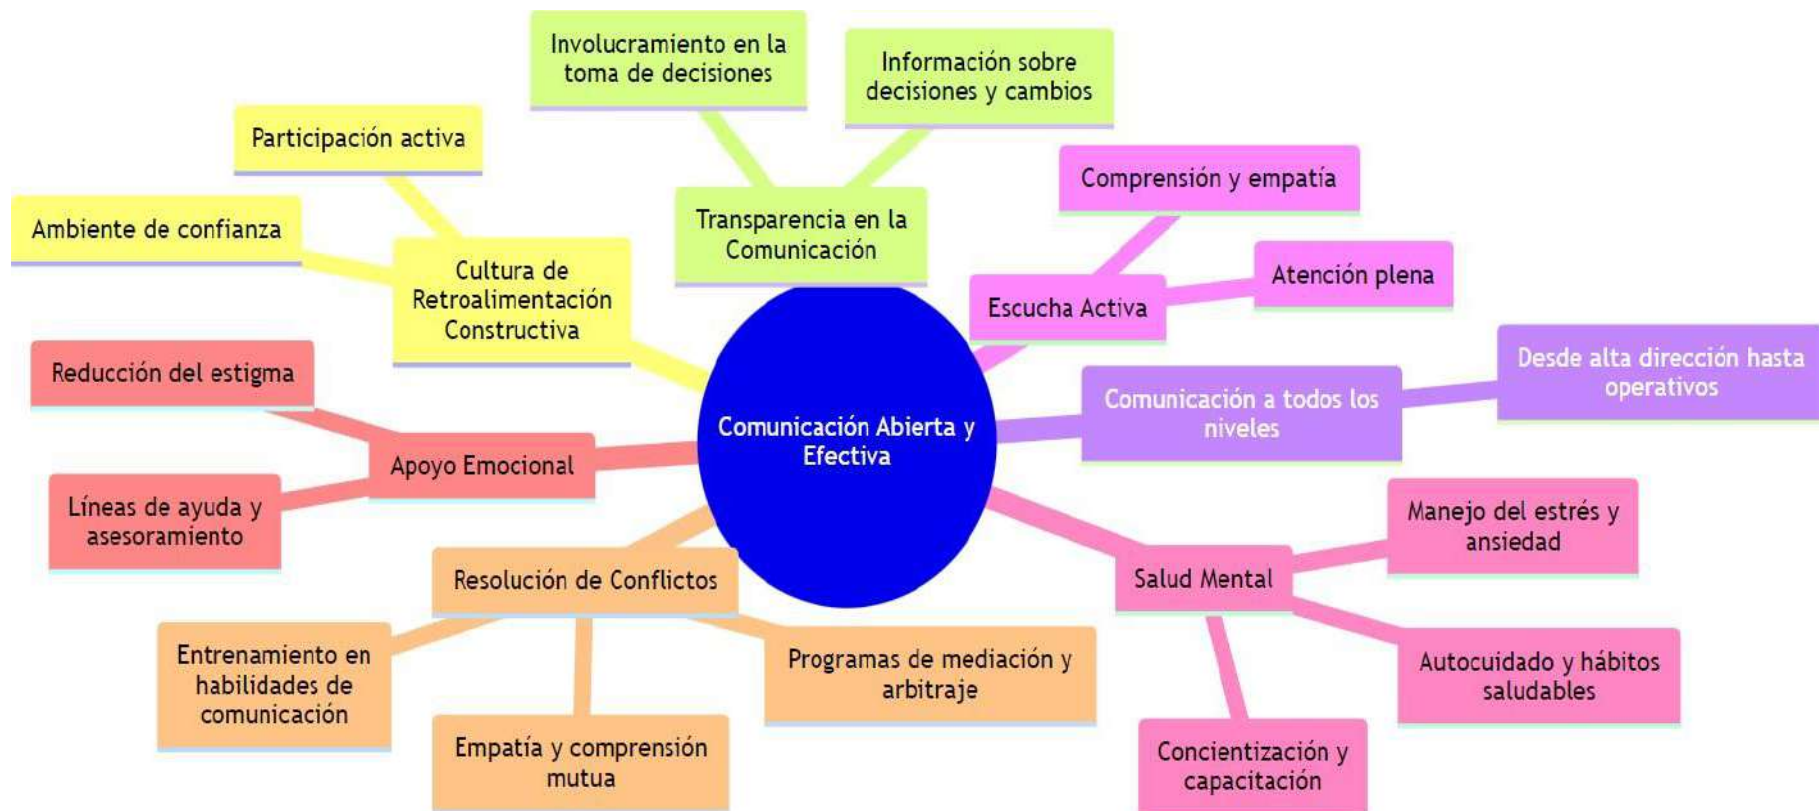 Involucramiento en la
toma de decisiones
Información sobre
decisiones y cambios
Participación activa
Ambiente de confianza
Cultura de
Retroalimentación
Constructiva
Transparencia en la
Comunicación
Comprensión y empatía
Atención plena
Escucha Activa
Desde alta dirección hasta
operativos
Comunicación a todos los
niveles
Comunicación Abierta y
Efectiva
Reducción del estigma
Apoyo Emocional
Líneas de ayuda y
asesoramiento
Resolución de Conflictos
Entrenamiento en
habilidades de
comunicación
Empatía y comprensión
mutua
Programas de mediación y
arbitraje
Salud Mental
Manejo del estrés y
ansiedad
Autocuidado y hábitos
saludables
Concientización y
capacitación